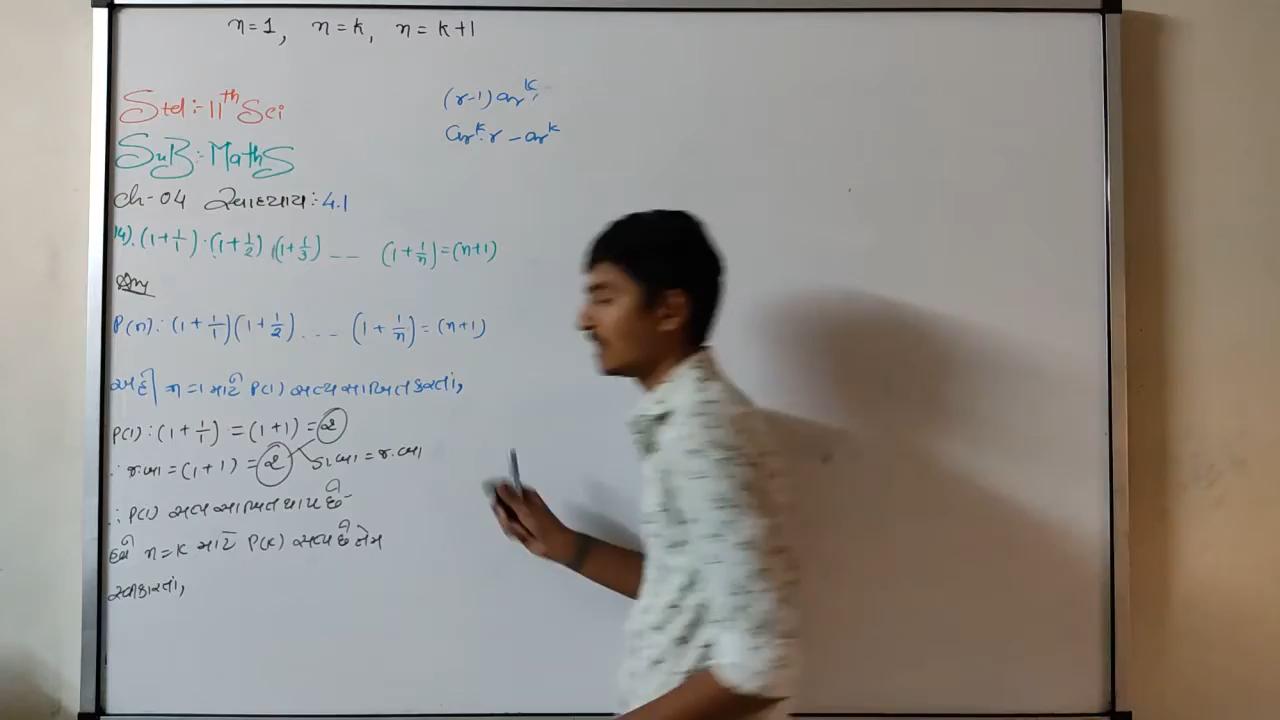 n=1, n=k, n=k+1
Std:-11th Sci
(r-1)ar^k
ar^k·r - ar^k
SuB:-MathS
ch-04 સ્વાધ્યાય:-4.1
14). (1+1/1)·(1+1/2)(1+1/3)---- (1+1/n)=(n+1)
Ans
P(n): (1+1/1)(1+1/2)---- (1+1/n)=(n+1)
અહીં n=1 માટે P(1) સત્ય સાબિત કરતાં,
P(1):(1+1/1) =(1+1)=2
∴ જ.બા =(1+1)=2 ડા.બા = જ.બા
∴ P(1) સત્ય સાબિત થાય છે.
હવે n=k માટે P(k) સત્ય છે તેમ
સ્વીકારતાં,